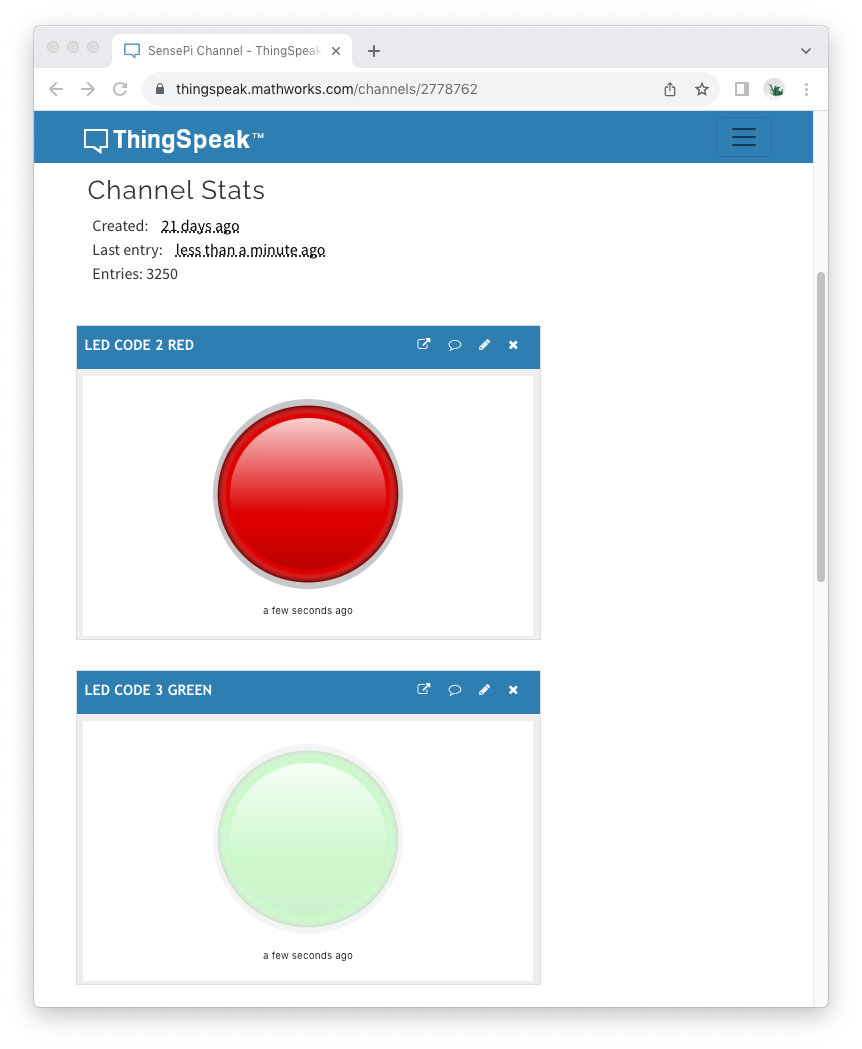 SensePi Channel - ThingSpeak
thingspeak.mathworks.com/channels/2778762
ThingSpeak™
Channel Stats
Created: 21 days ago
Last entry: less than a minute ago
Entries: 3250
LED CODE 2 RED
a few seconds ago
LED CODE 3 GREEN
a few seconds ago